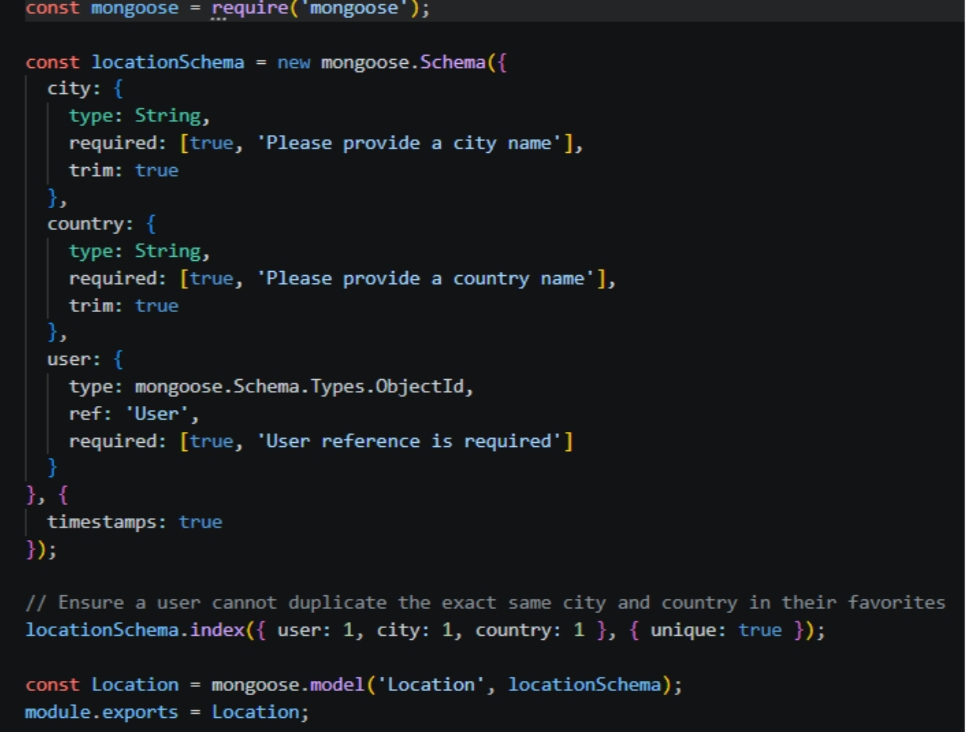 const mongoose = require('mongoose');
const locationSchema = new mongoose.Schema({
  city: {
    type: String,
    required: [true, 'Please provide a city name'],
    trim: true
  },
  country: {
    type: String,
    required: [true, 'Please provide a country name'],
    trim: true
  },
  user: {
    type: mongoose.Schema.Types.ObjectId,
    ref: 'User',
    required: [true, 'User reference is required']
  }
}, {
  timestamps: true
});
// Ensure a user cannot duplicate the exact same city and country in their favorites
locationSchema.index({ user: 1, city: 1, country: 1 }, { unique: true });
const Location = mongoose.model('Location', locationSchema);
module.exports = Location;